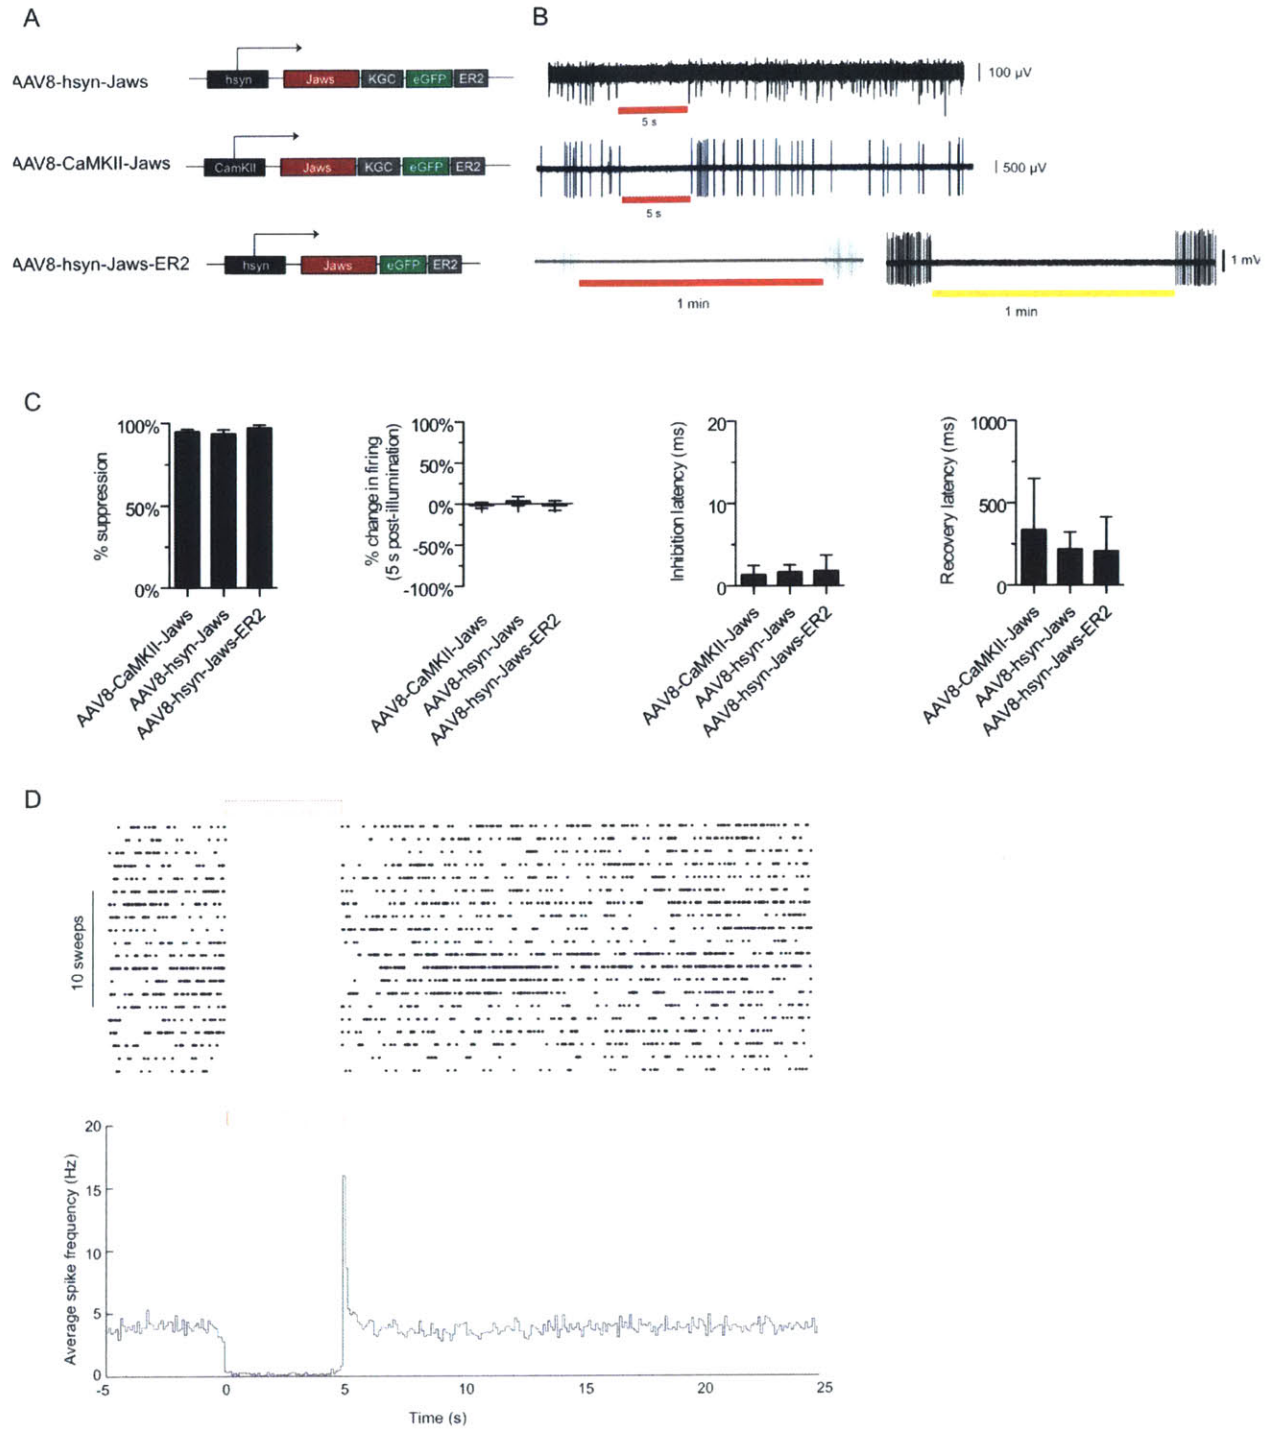 A
B
AAV8-hsyn-Jaws
hsyn
Jaws
KGC
eGFP
ER2
100 µV
5 s
AAV8-CaMKII-Jaws
CamKII
Jaws
KGC
eGFP
ER2
500 µV
5 s
AAV8-hsyn-Jaws-ER2
hsyn
Jaws
eGFP
ER2
1 mV
1 min
1 min
C
% suppression
100%
50%
0%
AAV8-CaMKII-Jaws
AAV8-hsyn-Jaws
AAV8-hsyn-Jaws-ER2
% change in firing
(5 s post-illumination)
100%
50%
0%
-50%
-100%
AAV8-CaMKII-Jaws
AAV8-hsyn-Jaws
AAV8-hsyn-Jaws-ER2
Inhibition latency (ms)
20
10
0
AAV8-CaMKII-Jaws
AAV8-hsyn-Jaws
AAV8-hsyn-Jaws-ER2
Recovery latency (ms)
1000
500
0
AAV8-CaMKII-Jaws
AAV8-hsyn-Jaws
AAV8-hsyn-Jaws-ER2
D
10 sweeps
Average spike frequency (Hz)
20
15
10
5
0
-5
0
5
10
15
20
25
Time (s)